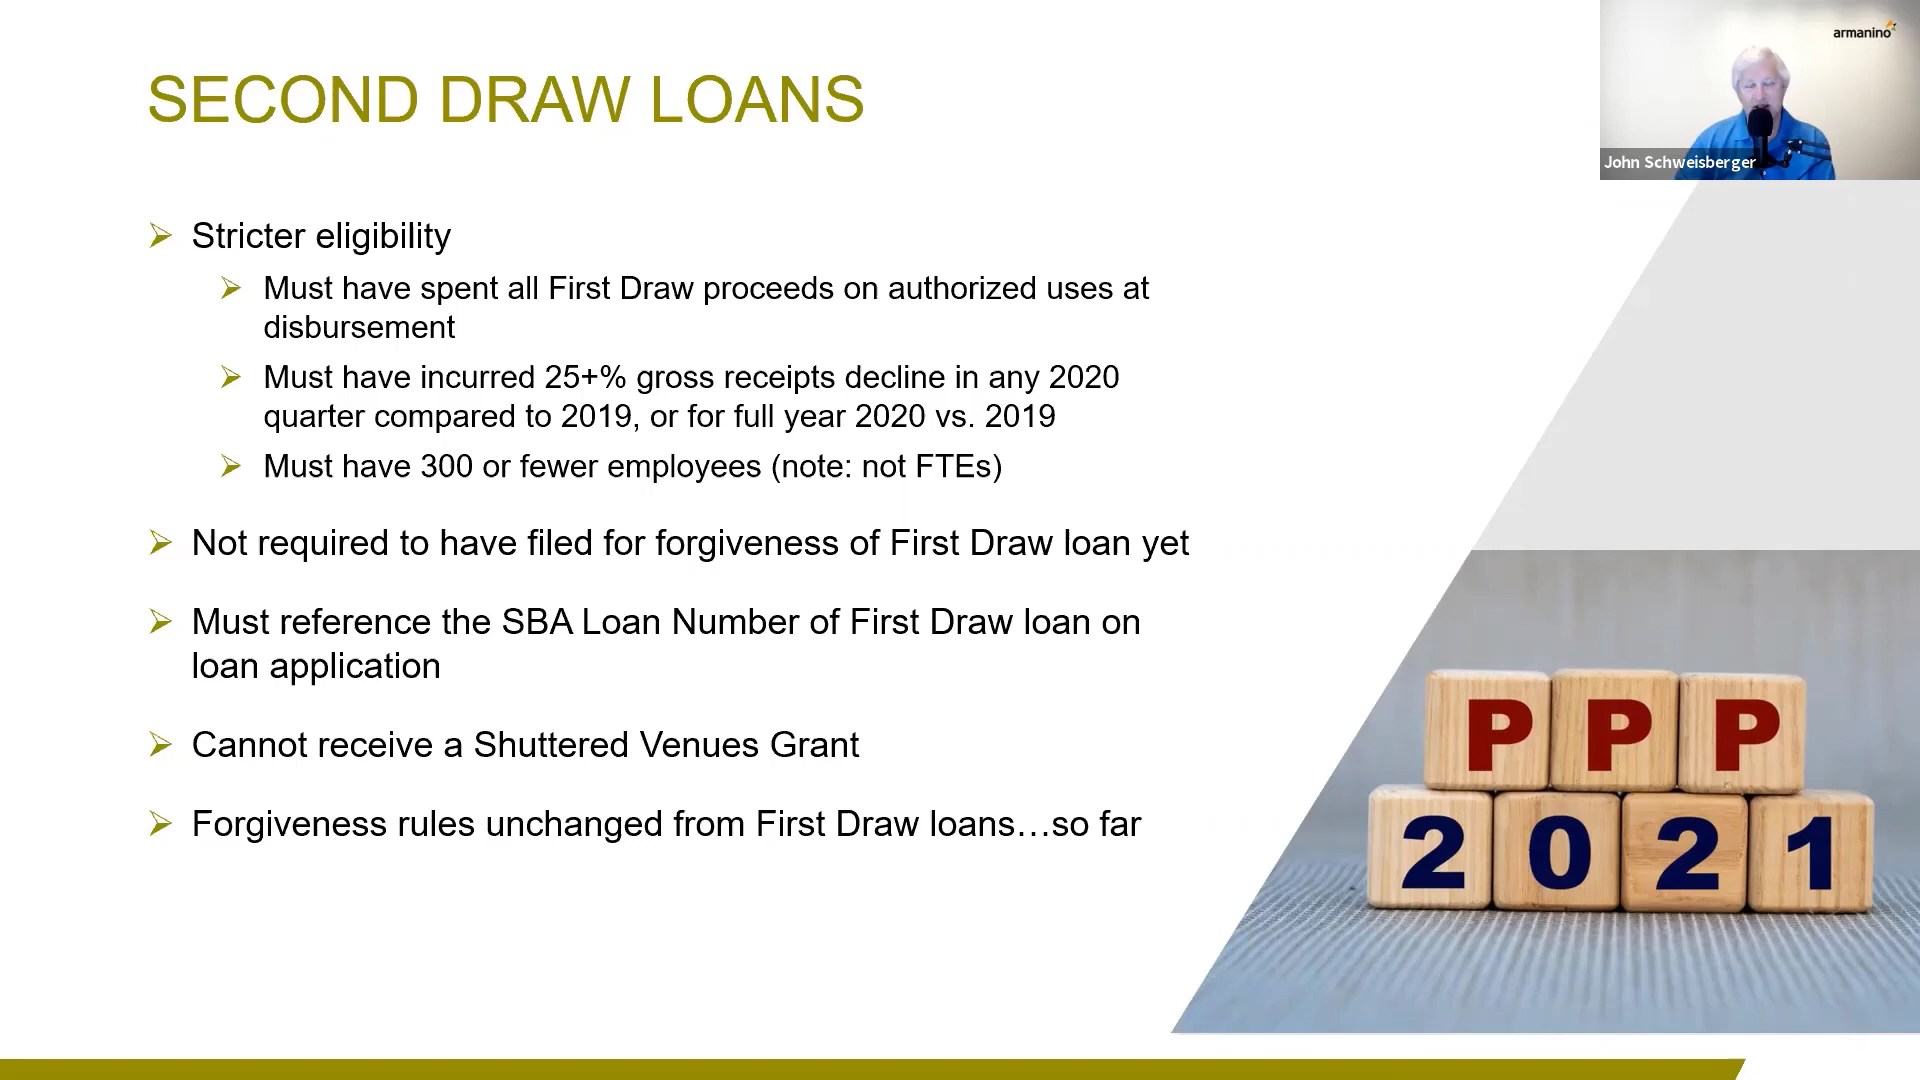 SECOND DRAW LOANS
armanino
John Schweisberger
Stricter eligibility
Must have spent all First Draw proceeds on authorized uses at
disbursement
Must have incurred 25+% gross receipts decline in any 2020
quarter compared to 2019, or for full year 2020 vs. 2019
Must have 300 or fewer employees (note: not FTEs)
Not required to have filed for forgiveness of First Draw loan yet
Must reference the SBA Loan Number of First Draw loan on
loan application
Cannot receive a Shuttered Venues Grant
Forgiveness rules unchanged from First Draw loans…so far
PPP
2021